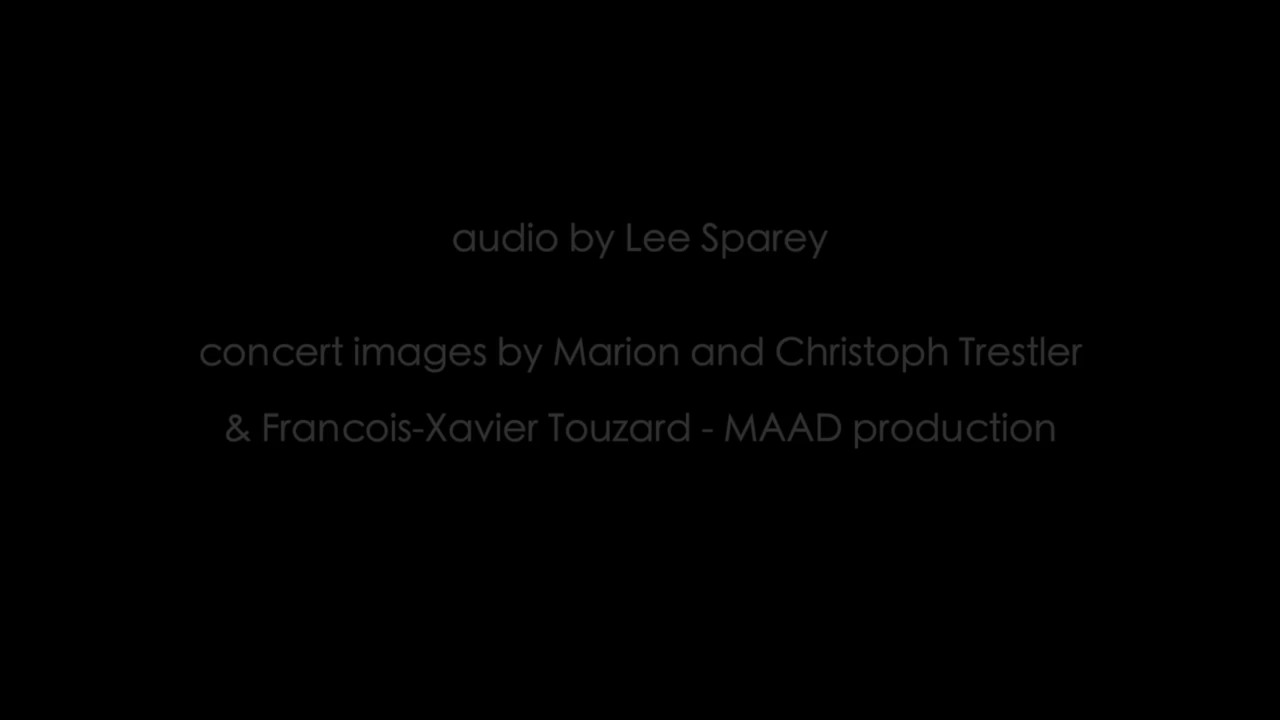 audio by Lee Sparey
concert images by Marion and Christoph Trestler
& Francois-Xavier Touzard - MAAD production